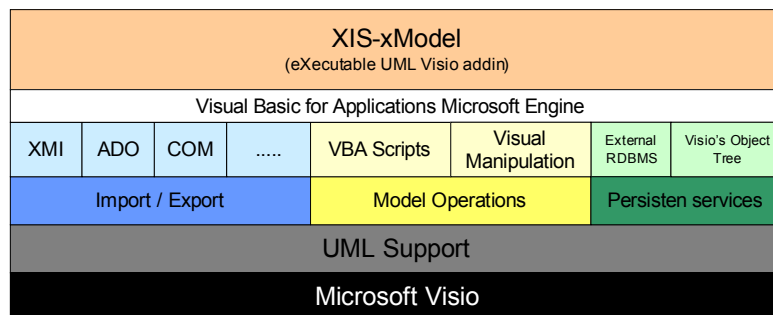 XIS-xModel
(eXecutable UML Visio addin)
Visual Basic for Applications Microsoft Engine
XMI
ADO
COM
.....
VBA Scripts
Visual
Manipulation
External
RDBMS
Visio's Object
Tree
Import / Export
Model Operations
Persisten services
UML Support
Microsoft Visio